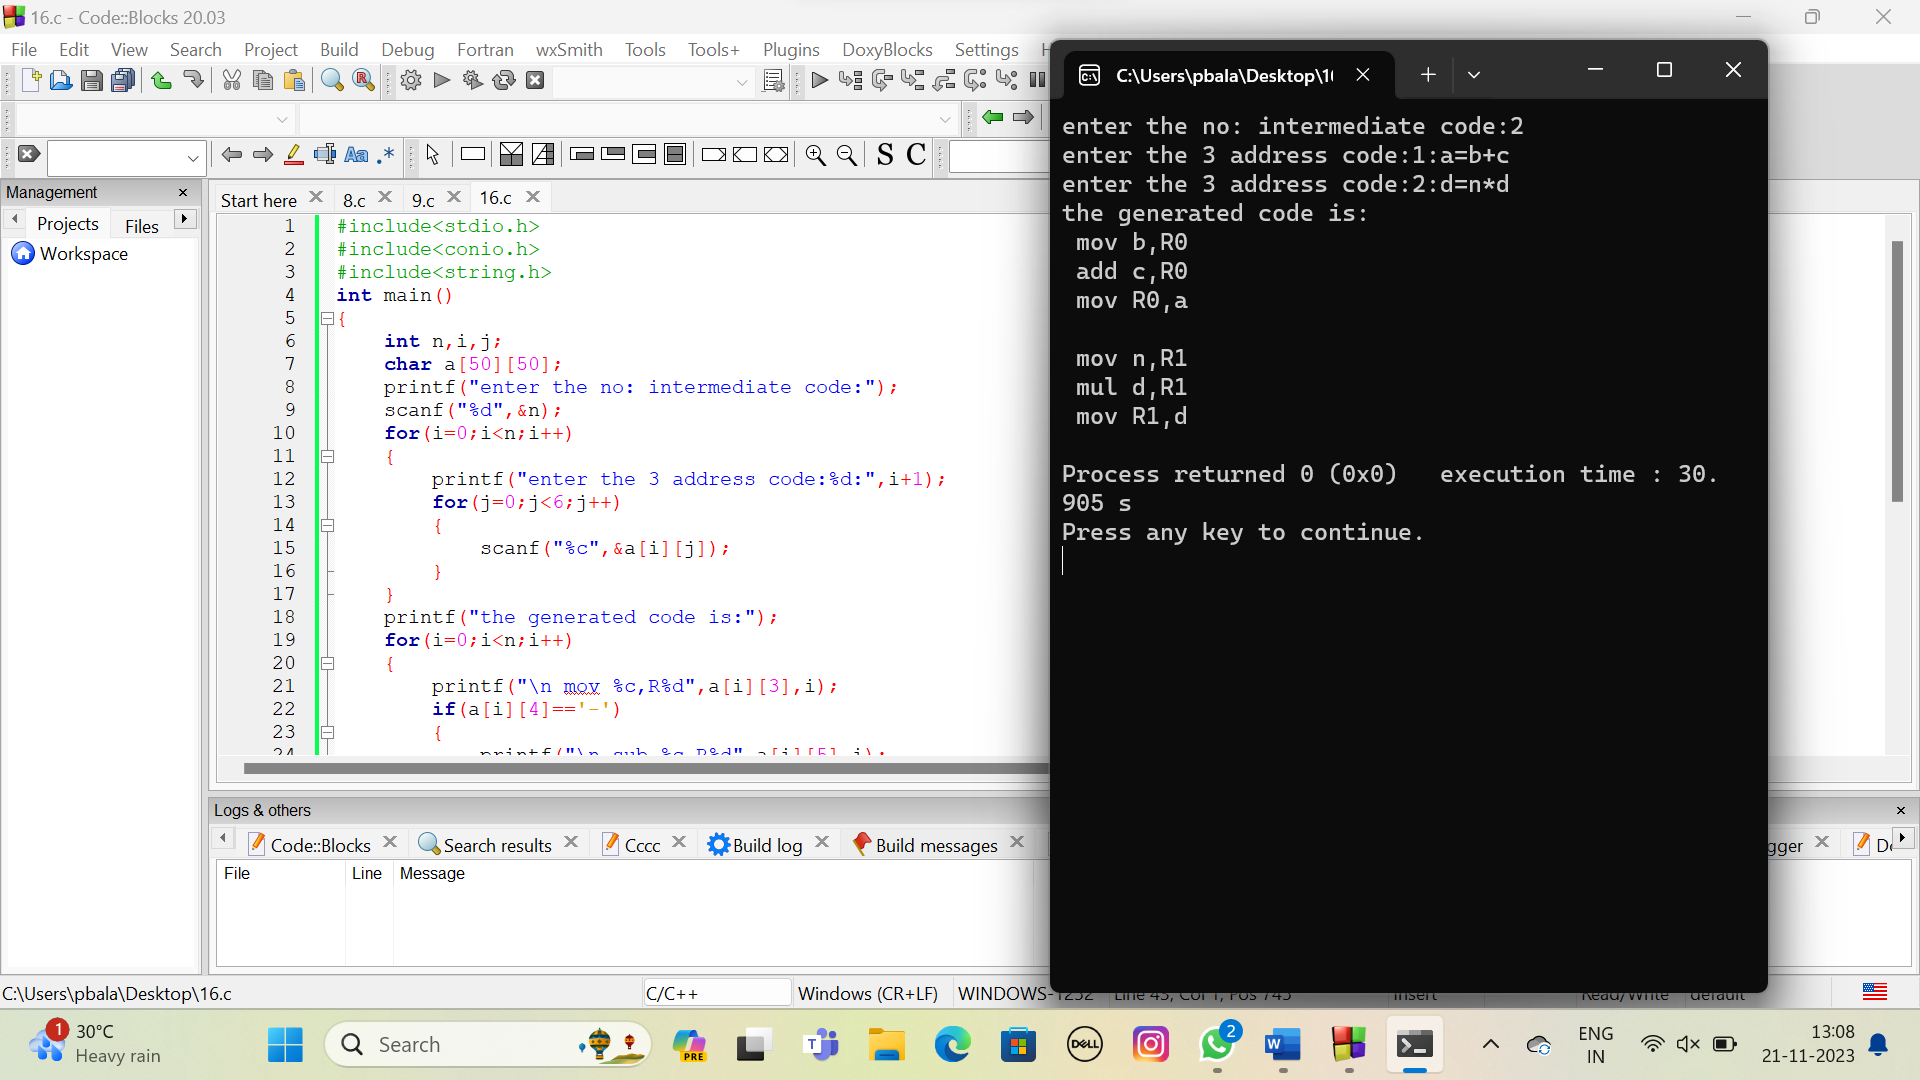 16.c - Code::Blocks 20.03
File Edit View Search Project Build Debug Fortran wxSmith Tools Tools+ Plugins DoxyBlocks Settings
Management
Projects Files
Workspace
Start here 8.c 9.c 16.c
1 #include<stdio.h>
2 #include<conio.h>
3 #include<string.h>
4 int main()
5 {
6 int n,i,j;
7 char a[50][50];
8 printf("enter the no: intermediate code:");
9 scanf("%d",&n);
10 for(i=0;i<n;i++)
11 {
12 printf("enter the 3 address code:%d:",i+1);
13 for(j=0;j<6;j++)
14 {
15 scanf("%c",&a[i][j]);
16 }
17 }
18 printf("the generated code is:");
19 for(i=0;i<n;i++)
20 {
21 printf("\n mov %c,R%d",a[i][3],i);
22 if(a[i][4]=='-')
23 {
24 printf("\n sub %c,R%d",a[i][5],i);
C:\Users\pbala\Desktop\1
enter the no: intermediate code:2
enter the 3 address code:1:a=b+c
enter the 3 address code:2:d=n*d
the generated code is:
mov b,R0
add c,R0
mov R0,a
mov n,R1
mul d,R1
mov R1,d
Process returned 0 (0x0) execution time : 30.
905 s
Press any key to continue.
Logs & others
Code::Blocks Search results Cccc Build log Build messages gger
File Line Message
C:\Users\pbala\Desktop\16.c C/C++ Windows (CR+LF) WINDOWS-1252 Line 43, Col 1, Pos 743 Insert Read/Write default
1 30°C
Heavy rain
Search
PRE
T
DELL
2
W
ENG
IN
13:08
21-11-2023